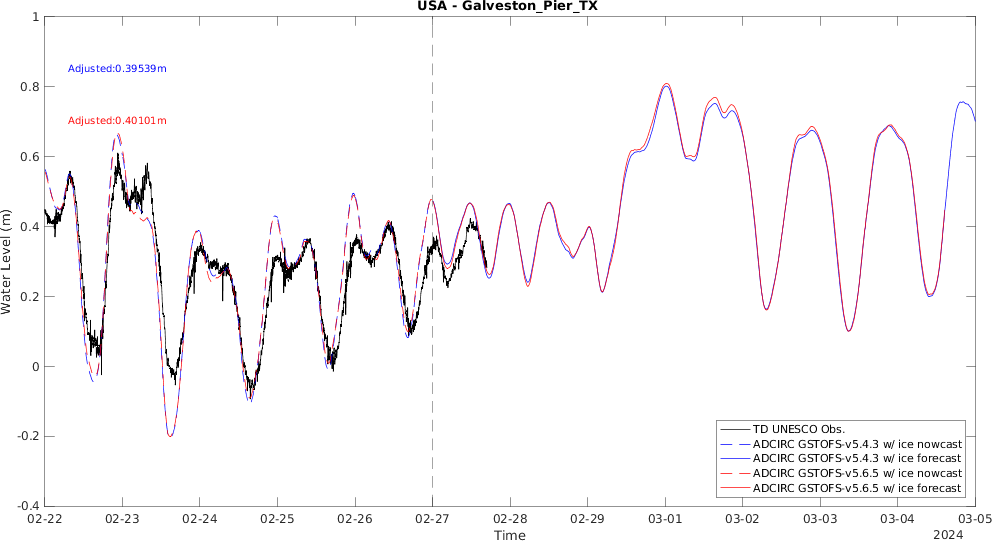 USA - Galveston_Pier_TX
1
0.8
0.6
0.4
0.2
0
-0.2
-0.4
Water Level (m)
Adjusted:0.39539m
Adjusted:0.40101m
TD UNESCO Obs.
ADCIRC GSTOFS-v5.4.3 w/ ice nowcast
ADCIRC GSTOFS-v5.4.3 w/ ice forecast
ADCIRC GSTOFS-v5.6.5 w/ ice nowcast
ADCIRC GSTOFS-v5.6.5 w/ ice forecast
02-22 02-23 02-24 02-25 02-26 02-27 02-28 02-29 03-01 03-02 03-03 03-04 03-05
Time
2024